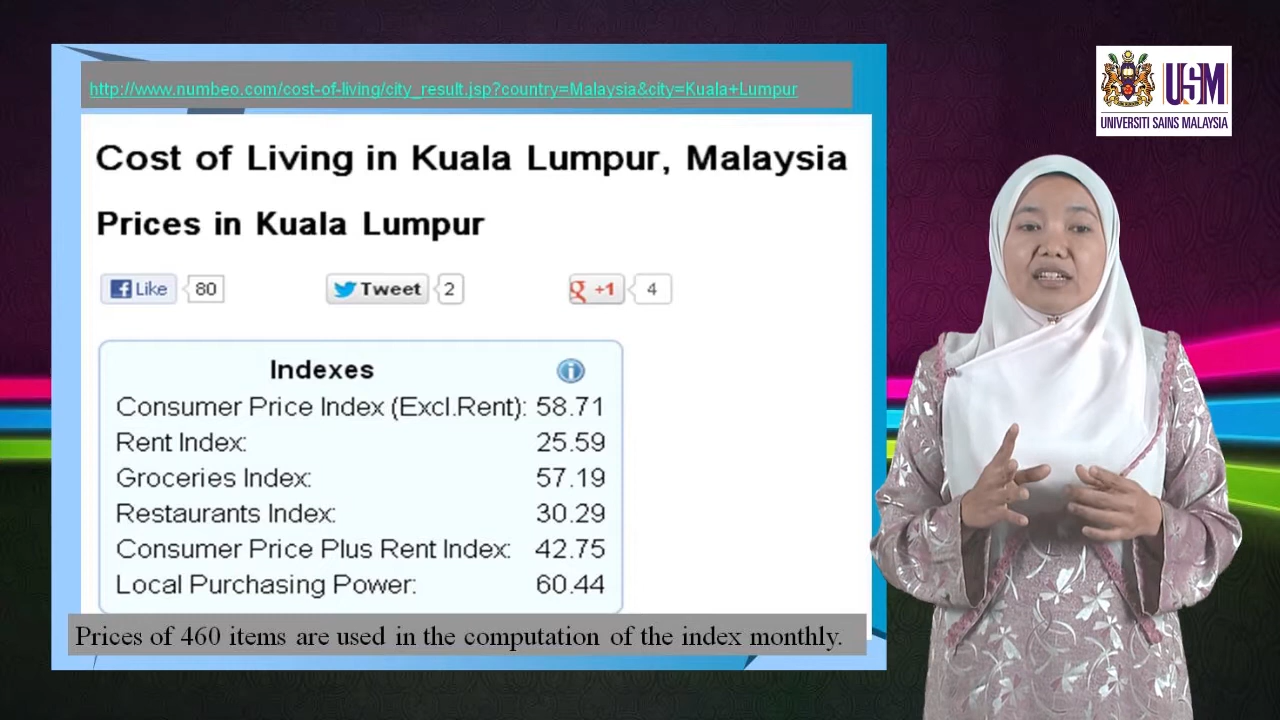 http://www.numbeo.com/cost-of-living/city_result.jsp?country=Malaysia&city=Kuala+Lumpur
USM
UNIVERSITI SAINS MALAYSIA
Cost of Living in Kuala Lumpur, Malaysia
Prices in Kuala Lumpur
Like 80 Tweet 2 +1 4
Indexes
Consumer Price Index (Excl.Rent): 58.71
Rent Index: 25.59
Groceries Index: 57.19
Restaurants Index: 30.29
Consumer Price Plus Rent Index: 42.75
Local Purchasing Power: 60.44
Prices of 460 items are used in the computation of the index monthly.